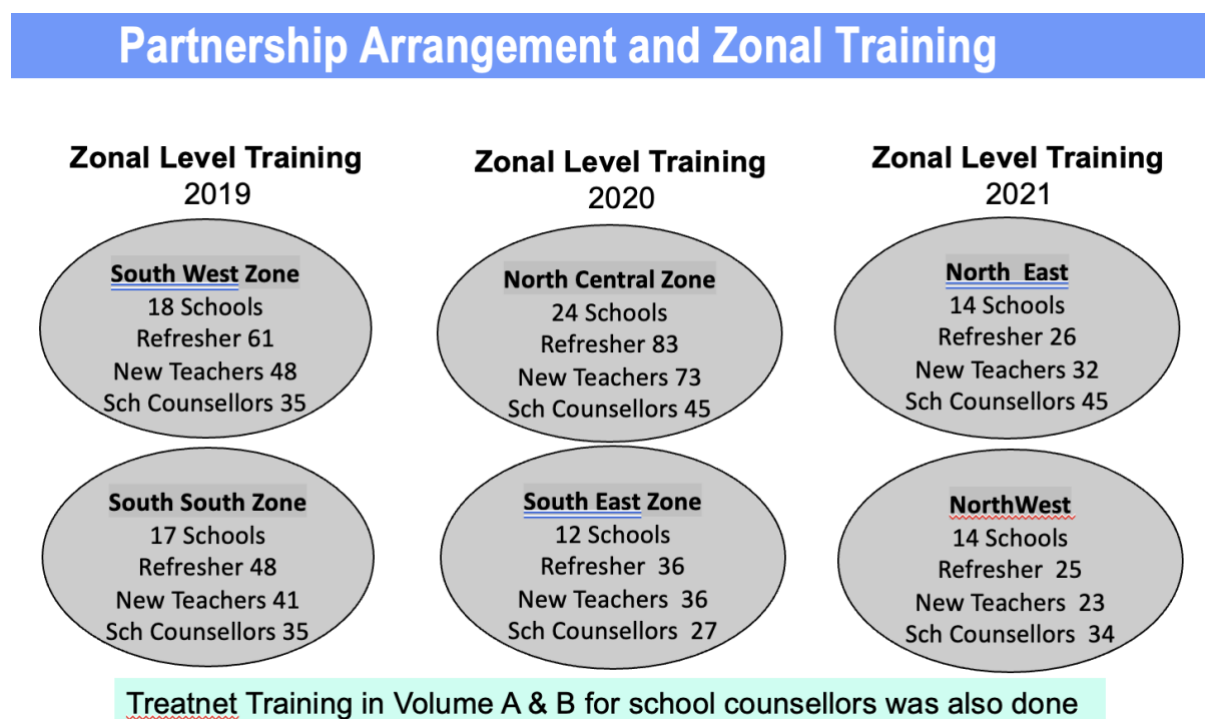 Partnership Arrangement and Zonal Training
Zonal Level Training
2019
South West Zone
18 Schools
Refresher 61
New Teachers 48
Sch Counsellors 35
South South Zone
17 Schools
Refresher 48
New Teachers 41
Sch Counsellors 35
Zonal Level Training
2020
North Central Zone
24 Schools
Refresher 83
New Teachers 73
Sch Counsellors 45
South East Zone
12 Schools
Refresher 36
New Teachers 36
Sch Counsellors 27
Zonal Level Training
2021
North East
14 Schools
Refresher 26
New Teachers 32
Sch Counsellors 45
NorthWest
14 Schools
Refresher 25
New Teachers 23
Sch Counsellors 34
Treatnet Training in Volume A & B for school counsellors was also done